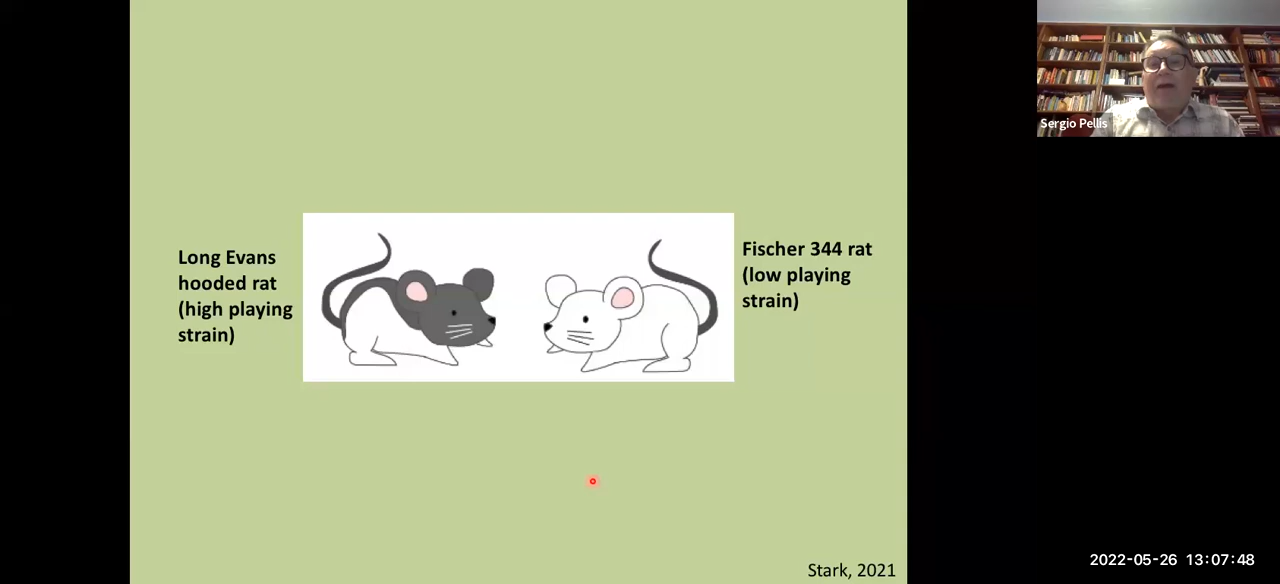 Long Evans
hooded rat
(high playing
strain)
Fischer 344 rat
(low playing
strain)
Stark, 2021
Sergio Pellis
2022-05-26 13:07:48